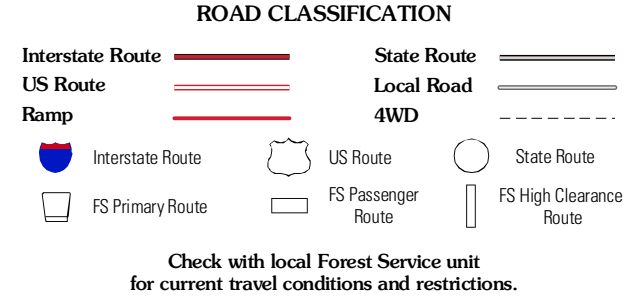 ROAD CLASSIFICATION
Interstate Route
State Route
US Route
Local Road
Ramp
4WD
Interstate Route
US Route
State Route
FS Primary Route
FS Passenger
Route
FS High Clearance
Route
Check with local Forest Service unit
for current travel conditions and restrictions.